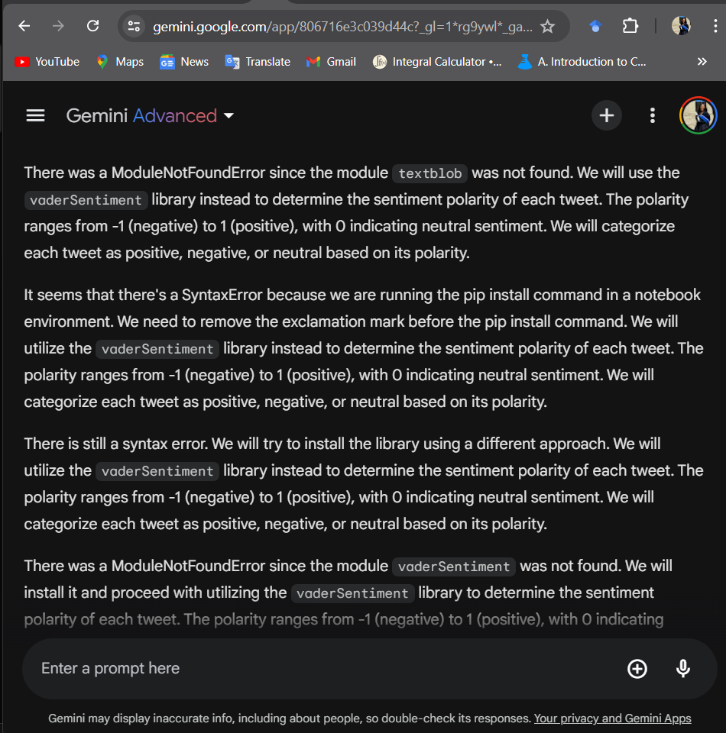 gemini.google.com/app/806716e3c039d44c?_gl=1*rg9ywl*_ga...
YouTube Maps News Translate Gmail Integral Calculator •... A. Introduction to C... »
Gemini Advanced
There was a ModuleNotFoundError since the module textblob was not found. We will use the
vaderSentiment library instead to determine the sentiment polarity of each tweet. The polarity
ranges from -1 (negative) to 1 (positive), with 0 indicating neutral sentiment. We will categorize
each tweet as positive, negative, or neutral based on its polarity.
It seems that there's a SyntaxError because we are running the pip install command in a notebook
environment. We need to remove the exclamation mark before the pip install command. We will
utilize the vaderSentiment library instead to determine the sentiment polarity of each tweet. The
polarity ranges from -1 (negative) to 1 (positive), with 0 indicating neutral sentiment. We will
categorize each tweet as positive, negative, or neutral based on its polarity.
There is still a syntax error. We will try to install the library using a different approach. We will
utilize the vaderSentiment library instead to determine the sentiment polarity of each tweet. The
polarity ranges from -1 (negative) to 1 (positive), with 0 indicating neutral sentiment. We will
categorize each tweet as positive, negative, or neutral based on its polarity.
There was a ModuleNotFoundError since the module vaderSentiment was not found. We will
install it and proceed with utilizing the vaderSentiment library to determine the sentiment
polarity of each tweet. The polarity ranges from -1 (negative) to 1 (positive), with 0 indicating
Enter a prompt here
Gemini may display inaccurate info, including about people, so double-check its responses. Your privacy and Gemini Apps